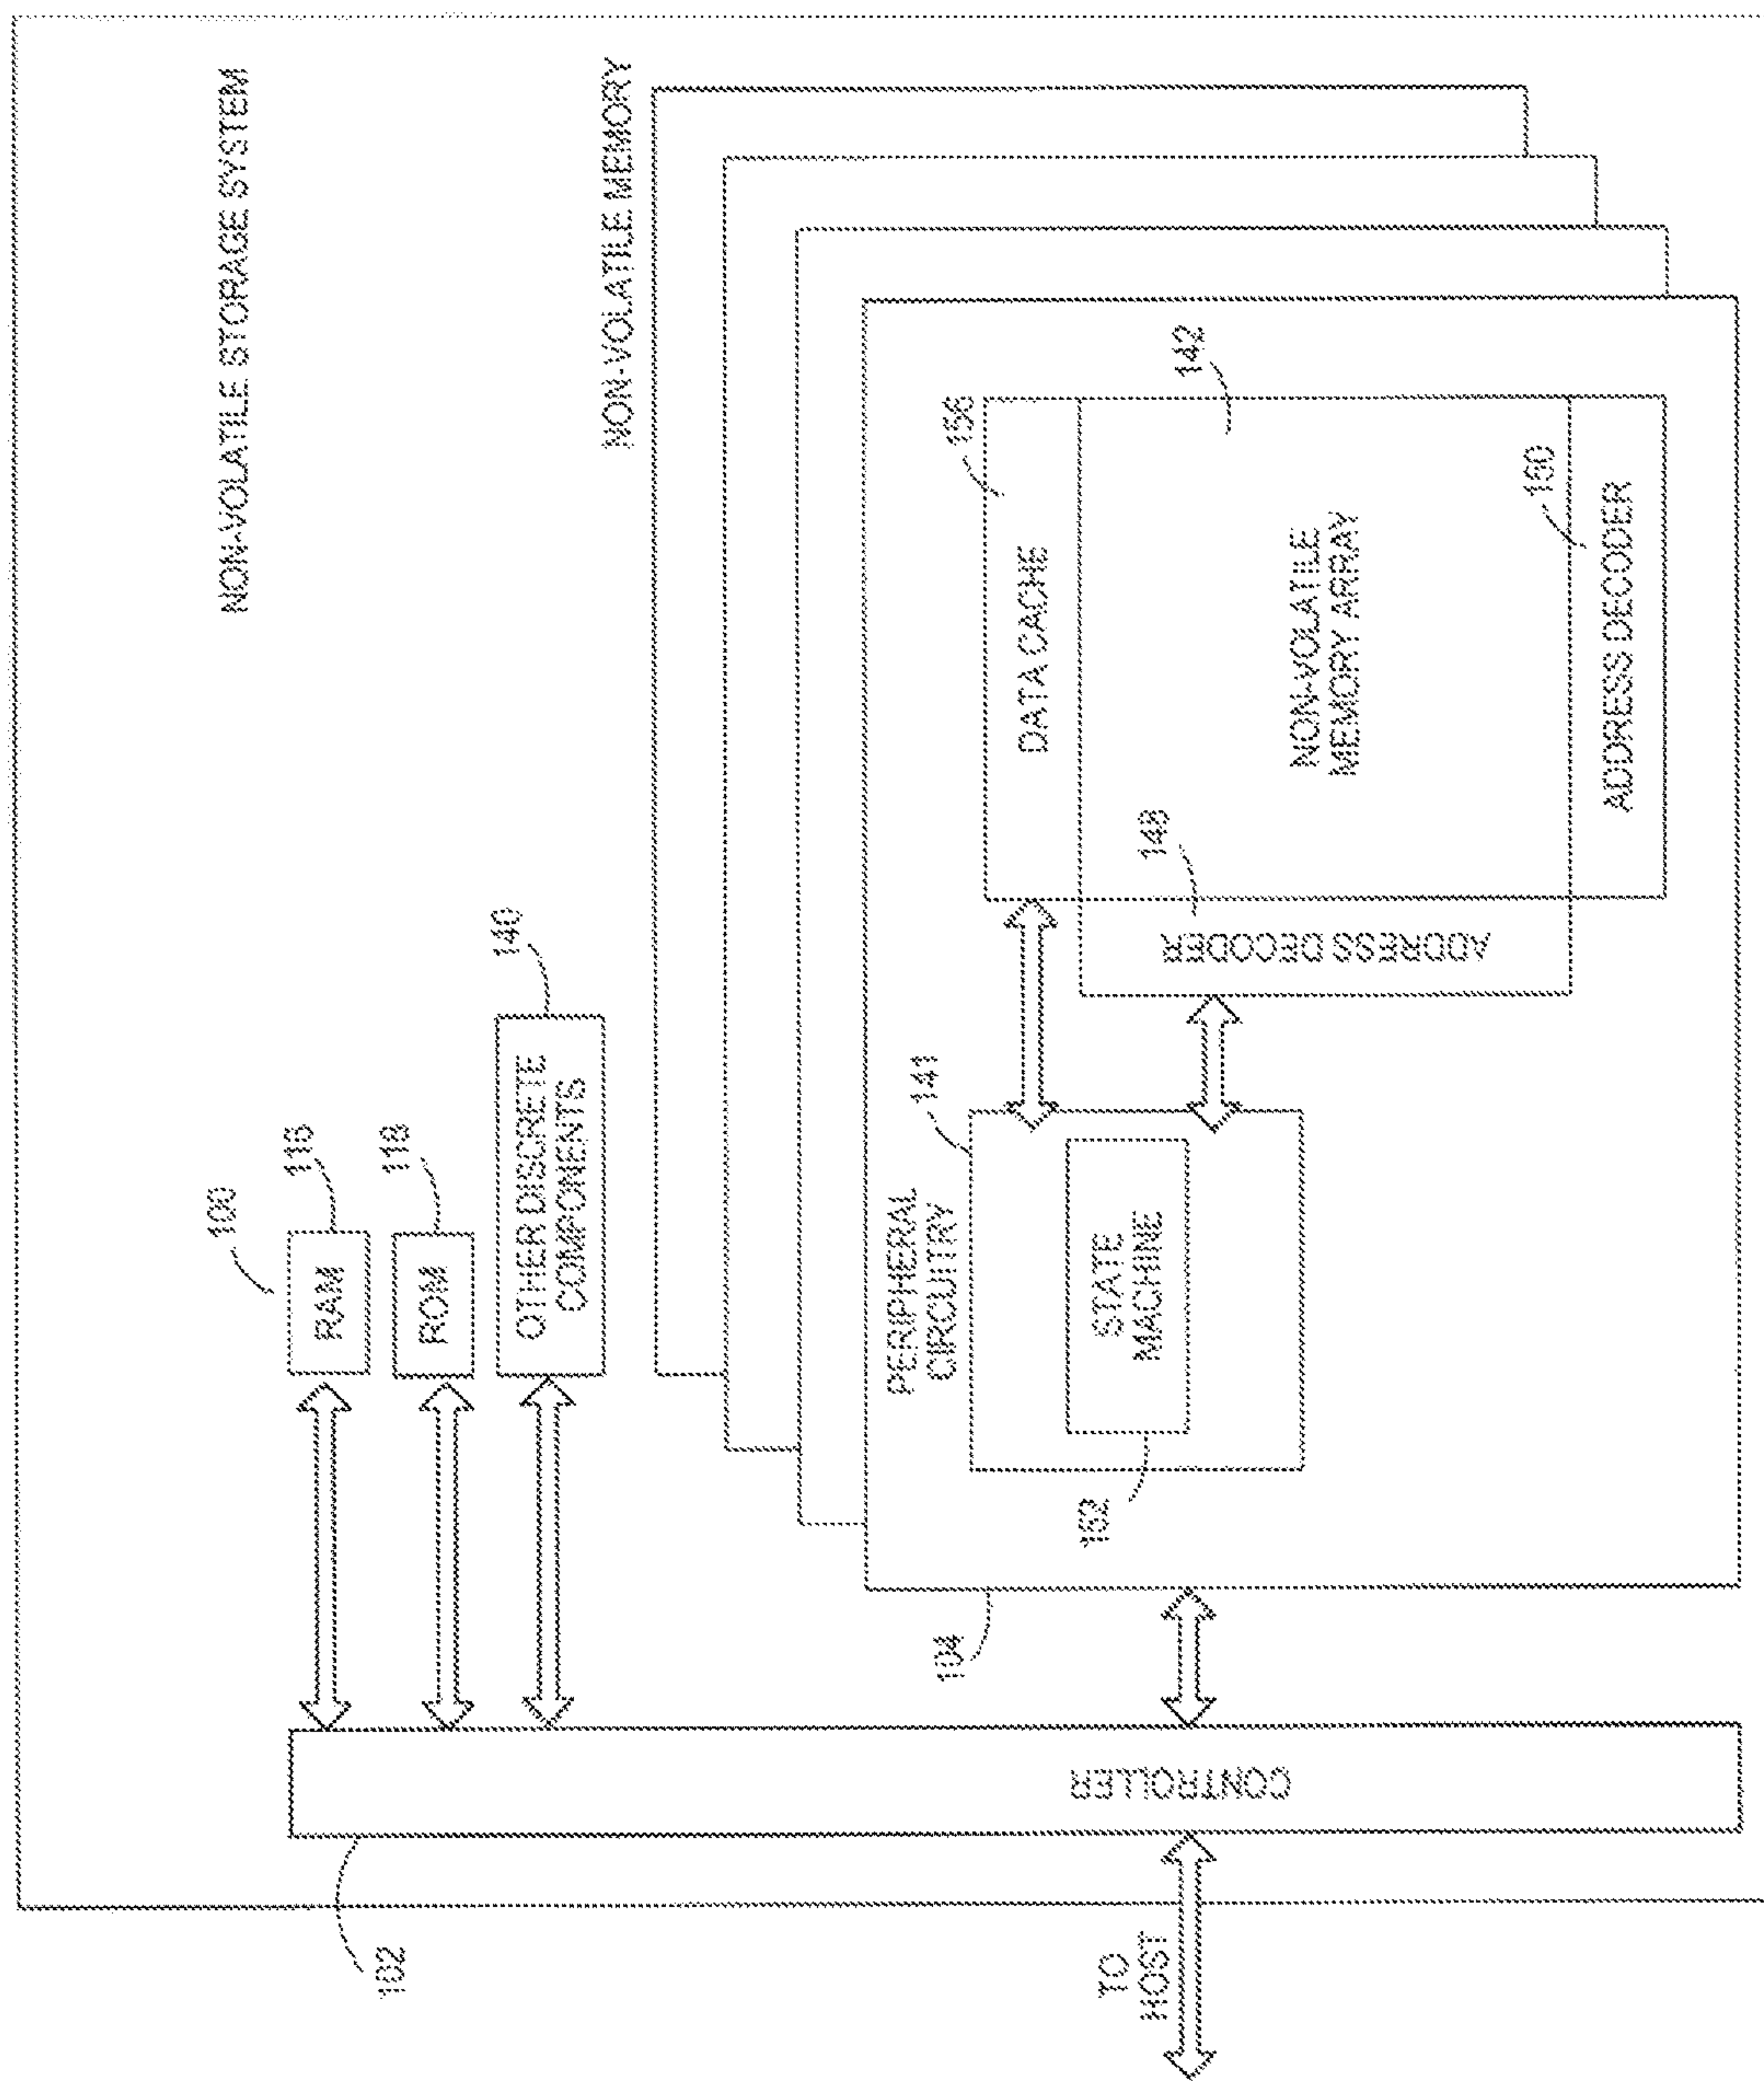 NON-VOLATILE STORAGE SYSTEM
100
RAM
116
ROM
118
OTHER DISCRETE
COMPONENTS
140
NON-VOLATILE MEMORY
102
CONTROLLER
TO
HOST
104
PERIPHERAL
CIRCUITRY
141
STATE
MACHINE
152
DATA CACHE
156
ADDRESS DECODER
148
NON-VOLATILE
MEMORY ARRAY
142
ADDRESS DECODER
150